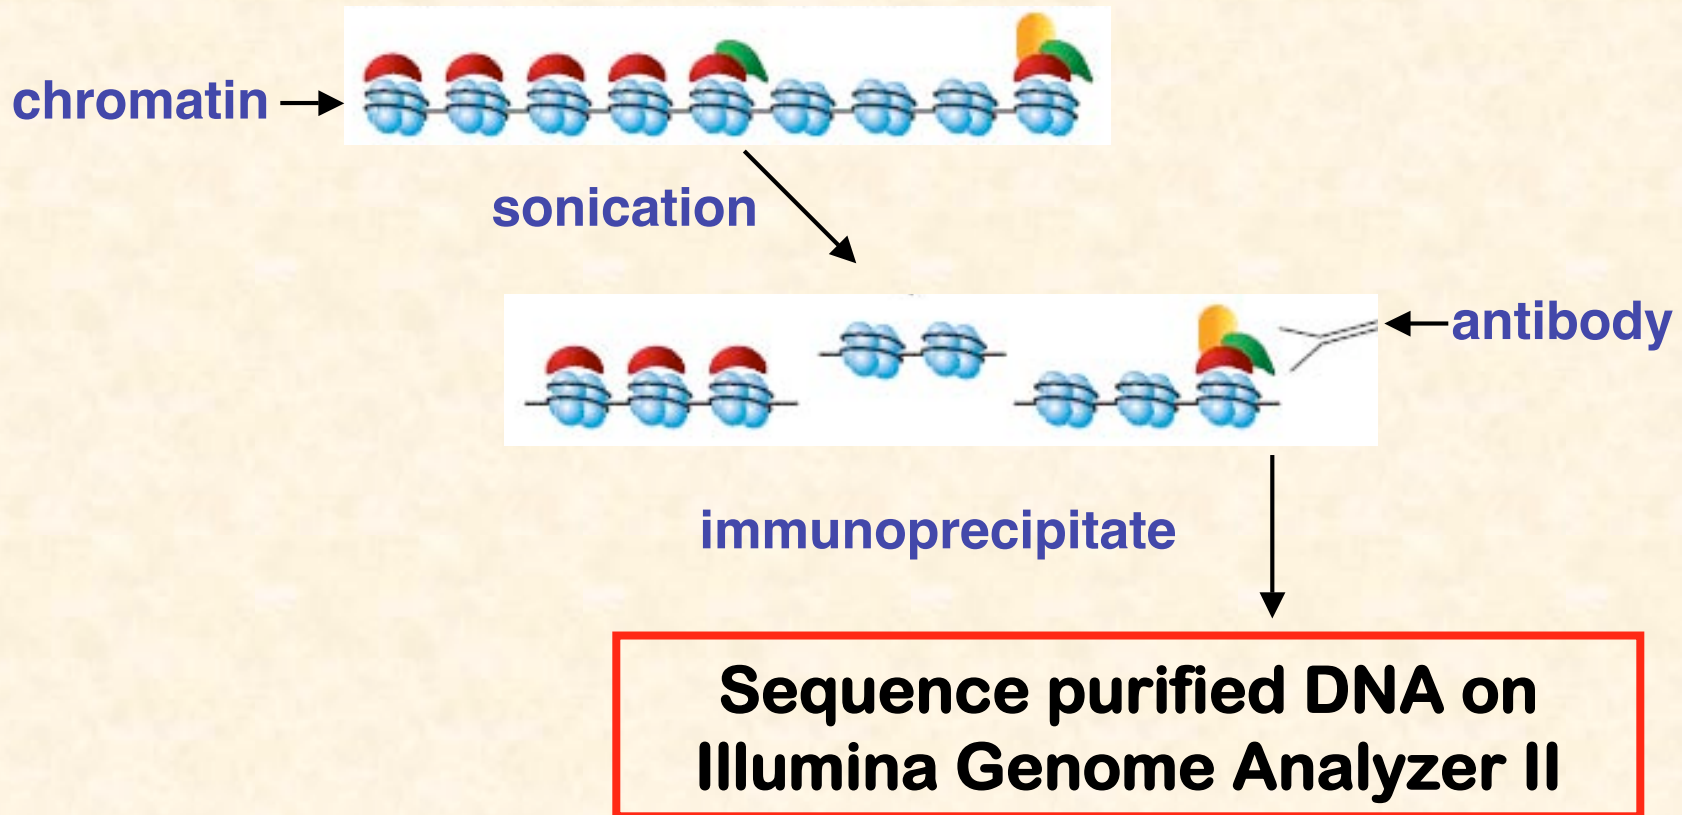 chromatin
sonication
antibody
immunoprecipitate
Sequence purified DNA on
Illumina Genome Analyzer II